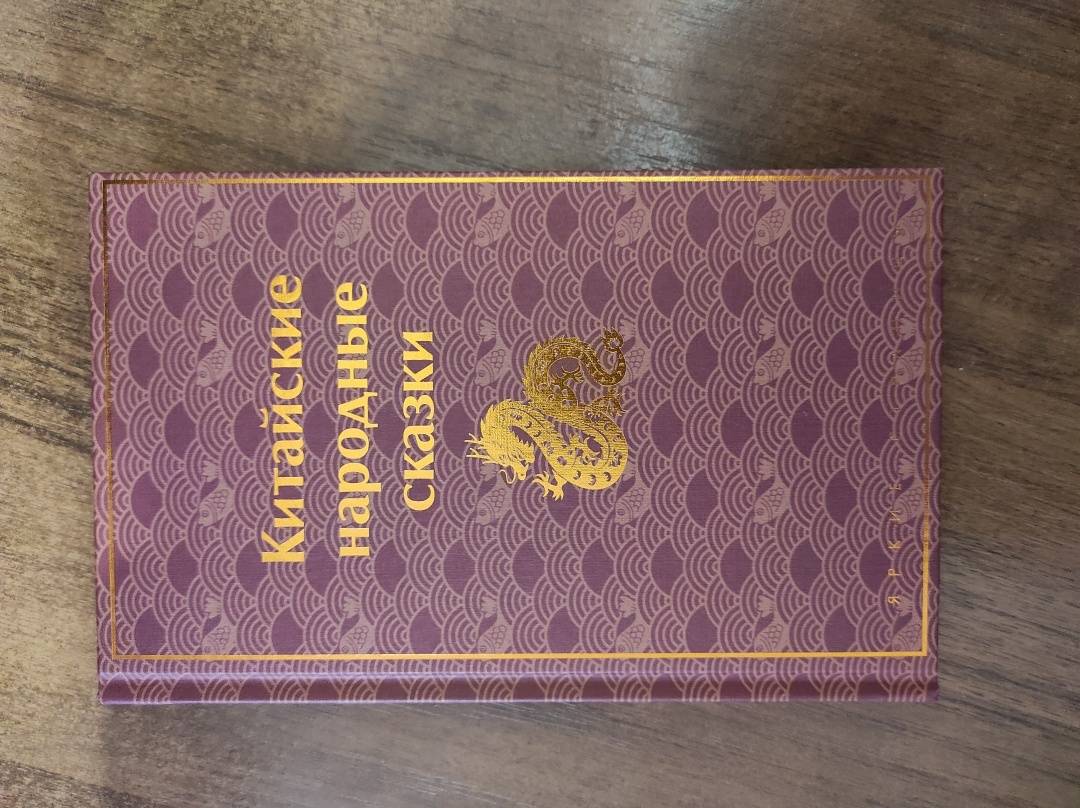 Китайские
народные
сказки
ЯРКИЕ